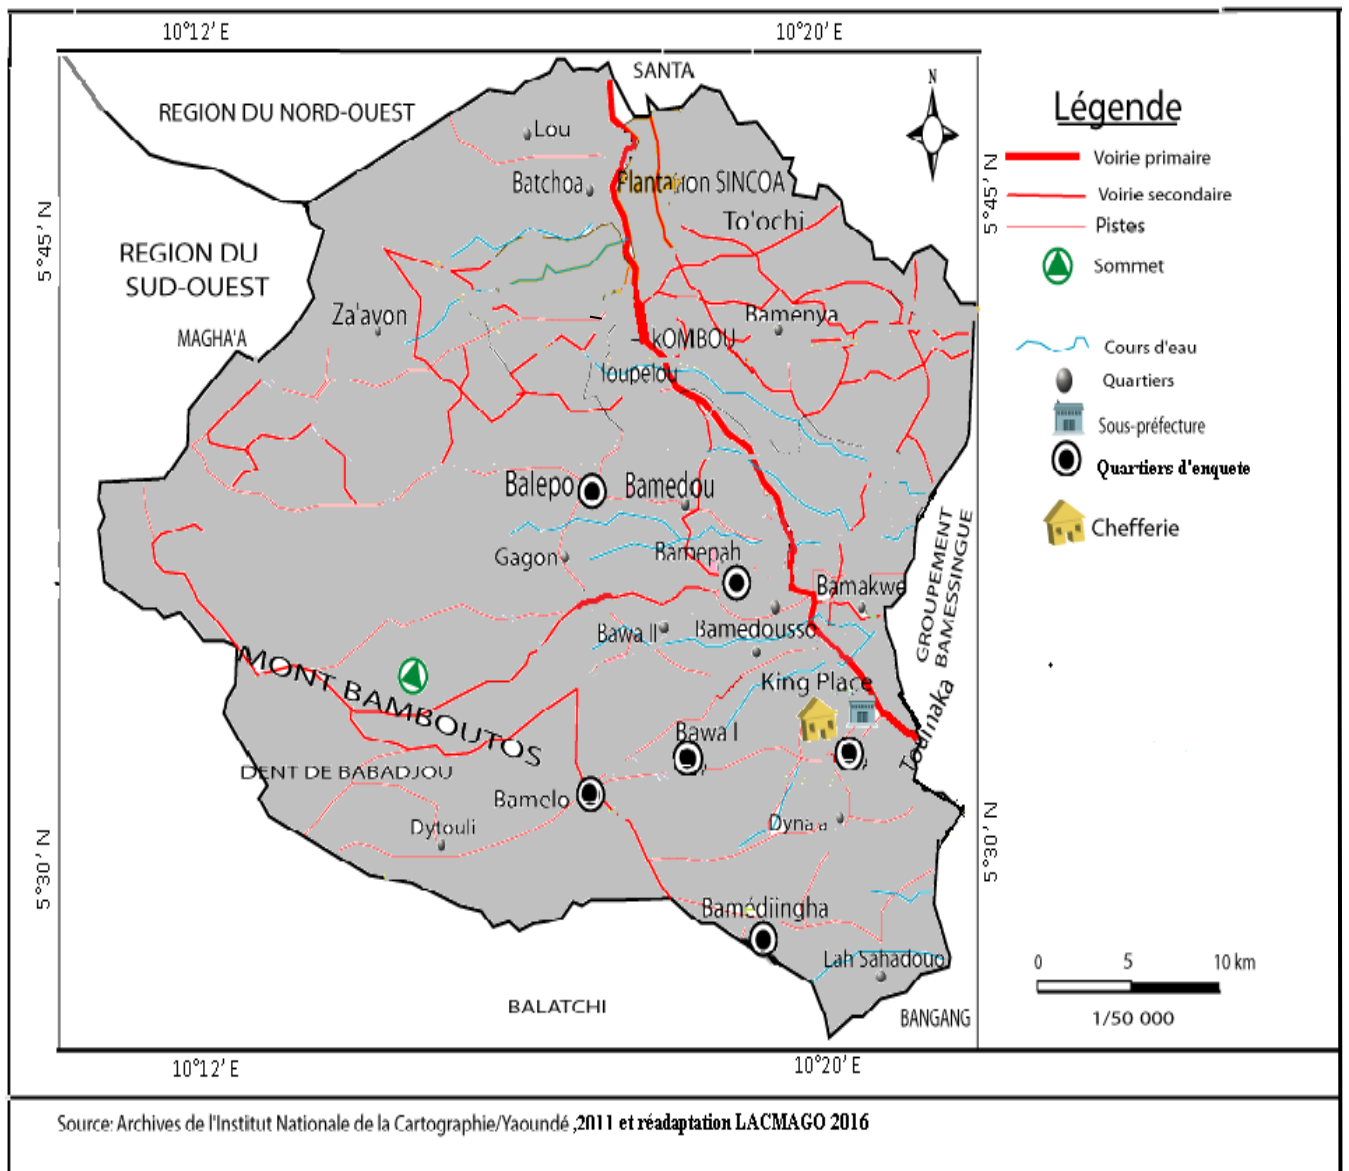 10°12' E
10°20' E
SANTA
N
REGION DU NORD-OUEST
Lou
Batchoa
SINCOA
To'ochi
5°45' N
5°45' N
REGION DU
SUD-OUEST
Za'avon
MAGHA'A
Bamenya
kOMBOU
Toupelou
Balepo
Bamedou
Gagon
Bamepah
Bamakwe
GROUPEMENT
BAMESSINGUE
Bawa II
Bamedousso
MONT BAMBOUTOS
King Place
Toumaka
Bawa I
DENT DE BABADJOU
Bamelo
Dytouli
5°30' N
5°30' N
Bamédiingha
Lah Sahadouo
BALATCHI
BANGANG
10°12' E
10°20' E
Légende
Voirie primaire
Voirie secondaire
Pistes
Sommet
Cours d'eau
Quartiers
Sous-préfecture
Quartiers d'enquete
Chefferie
0 5 10 km
1/50 000
Source: Archives de l'Institut Nationale de la Cartographie/Yaoundé ,2011 et réadaptation LACMAGO 2016